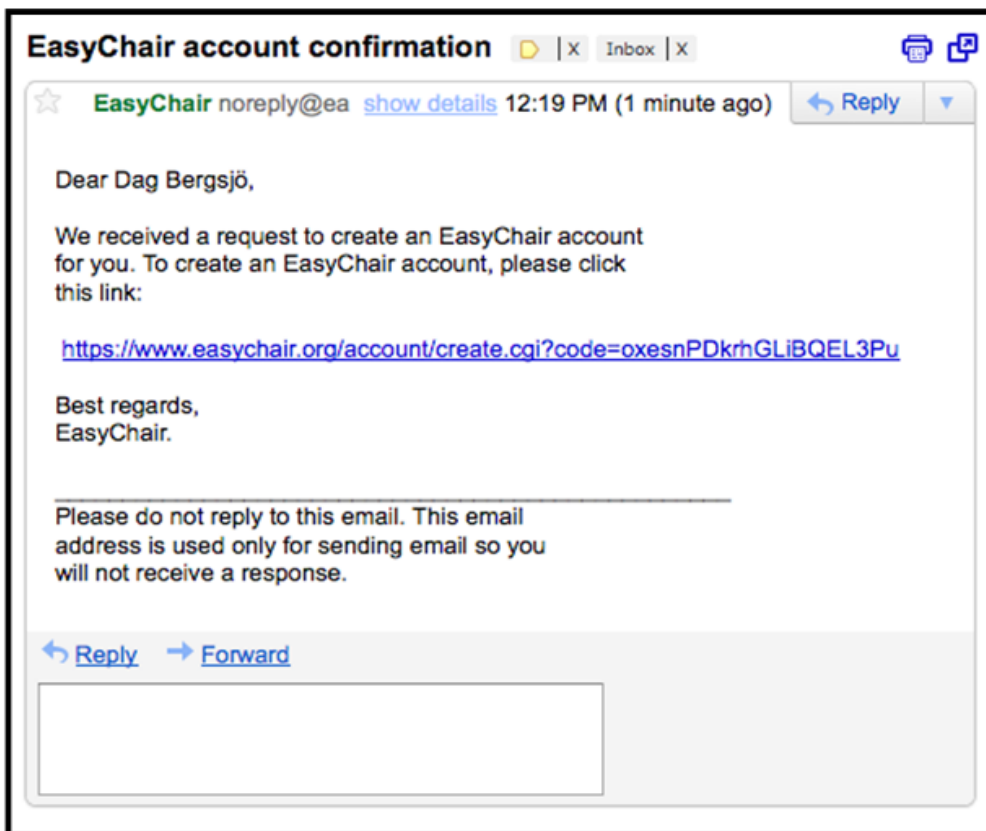 EasyChair account confirmation | X Inbox | X
EasyChair noreply@ea show details 12:19 PM (1 minute ago) Reply
Dear Dag Bergsjö,
We received a request to create an EasyChair account
for you. To create an EasyChair account, please click
this link:
https://www.easychair.org/account/create.cgi?code=oxesnPDkrhGLiBQEL3Pu
Best regards,
EasyChair.
Please do not reply to this email. This email
address is used only for sending email so you
will not receive a response.
Reply Forward